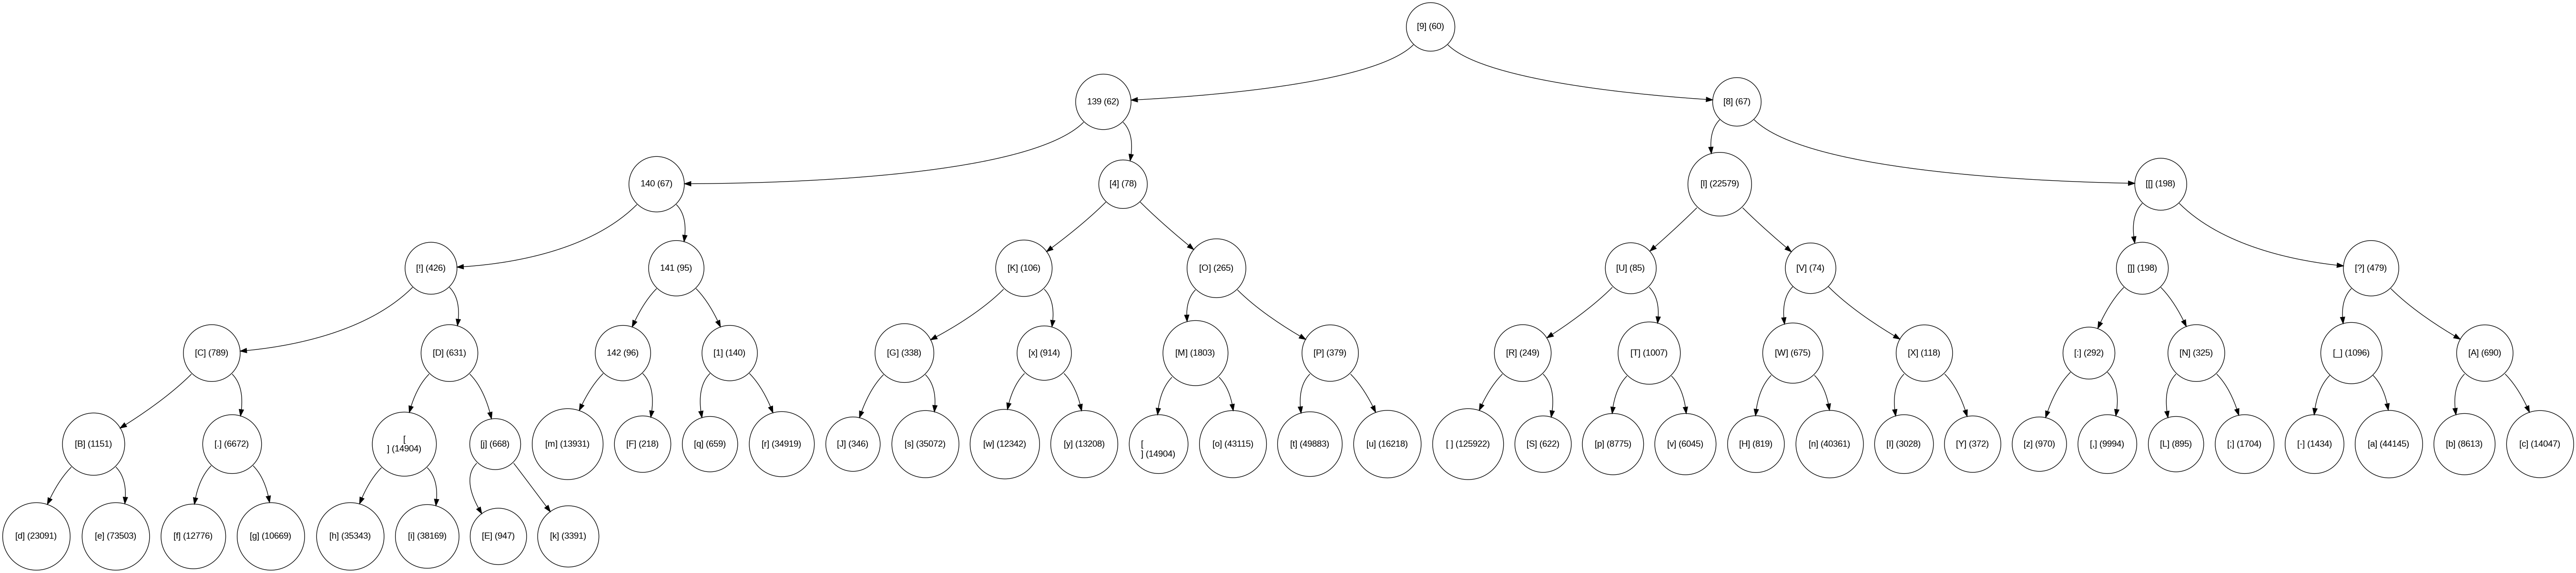 [9] (60)
139 (62)
[8] (67)
140 (67)
[4] (78)
[I] (22579)
[[] (198)
[!] (426)
141 (95)
[K] (106)
[O] (265)
[U] (85)
[V] (74)
[]] (198)
[?] (479)
[C] (789)
[D] (631)
142 (96)
[1] (140)
[G] (338)
[x] (914)
[M] (1803)
[P] (379)
[R] (249)
[T] (1007)
[W] (675)
[X] (118)
[:] (292)
[N] (325)
[_] (1096)
[A] (690)
[B] (1151)
[.] (6672)
[
] (14904)
[j] (668)
[m] (13931)
[F] (218)
[q] (659)
[r] (34919)
[J] (346)
[s] (35072)
[w] (12342)
[y] (13208)
[
] (14904)
[o] (43115)
[t] (49883)
[u] (16218)
[ ] (125922)
[S] (622)
[p] (8775)
[v] (6045)
[H] (819)
[n] (40361)
[I] (3028)
[Y] (372)
[z] (970)
[,] (9994)
[L] (895)
[;] (1704)
[-] (1434)
[a] (44145)
[b] (8613)
[c] (14047)
[d] (23091)
[e] (73503)
[f] (12776)
[g] (10669)
[h] (35343)
[i] (38169)
[E] (947)
[k] (3391)